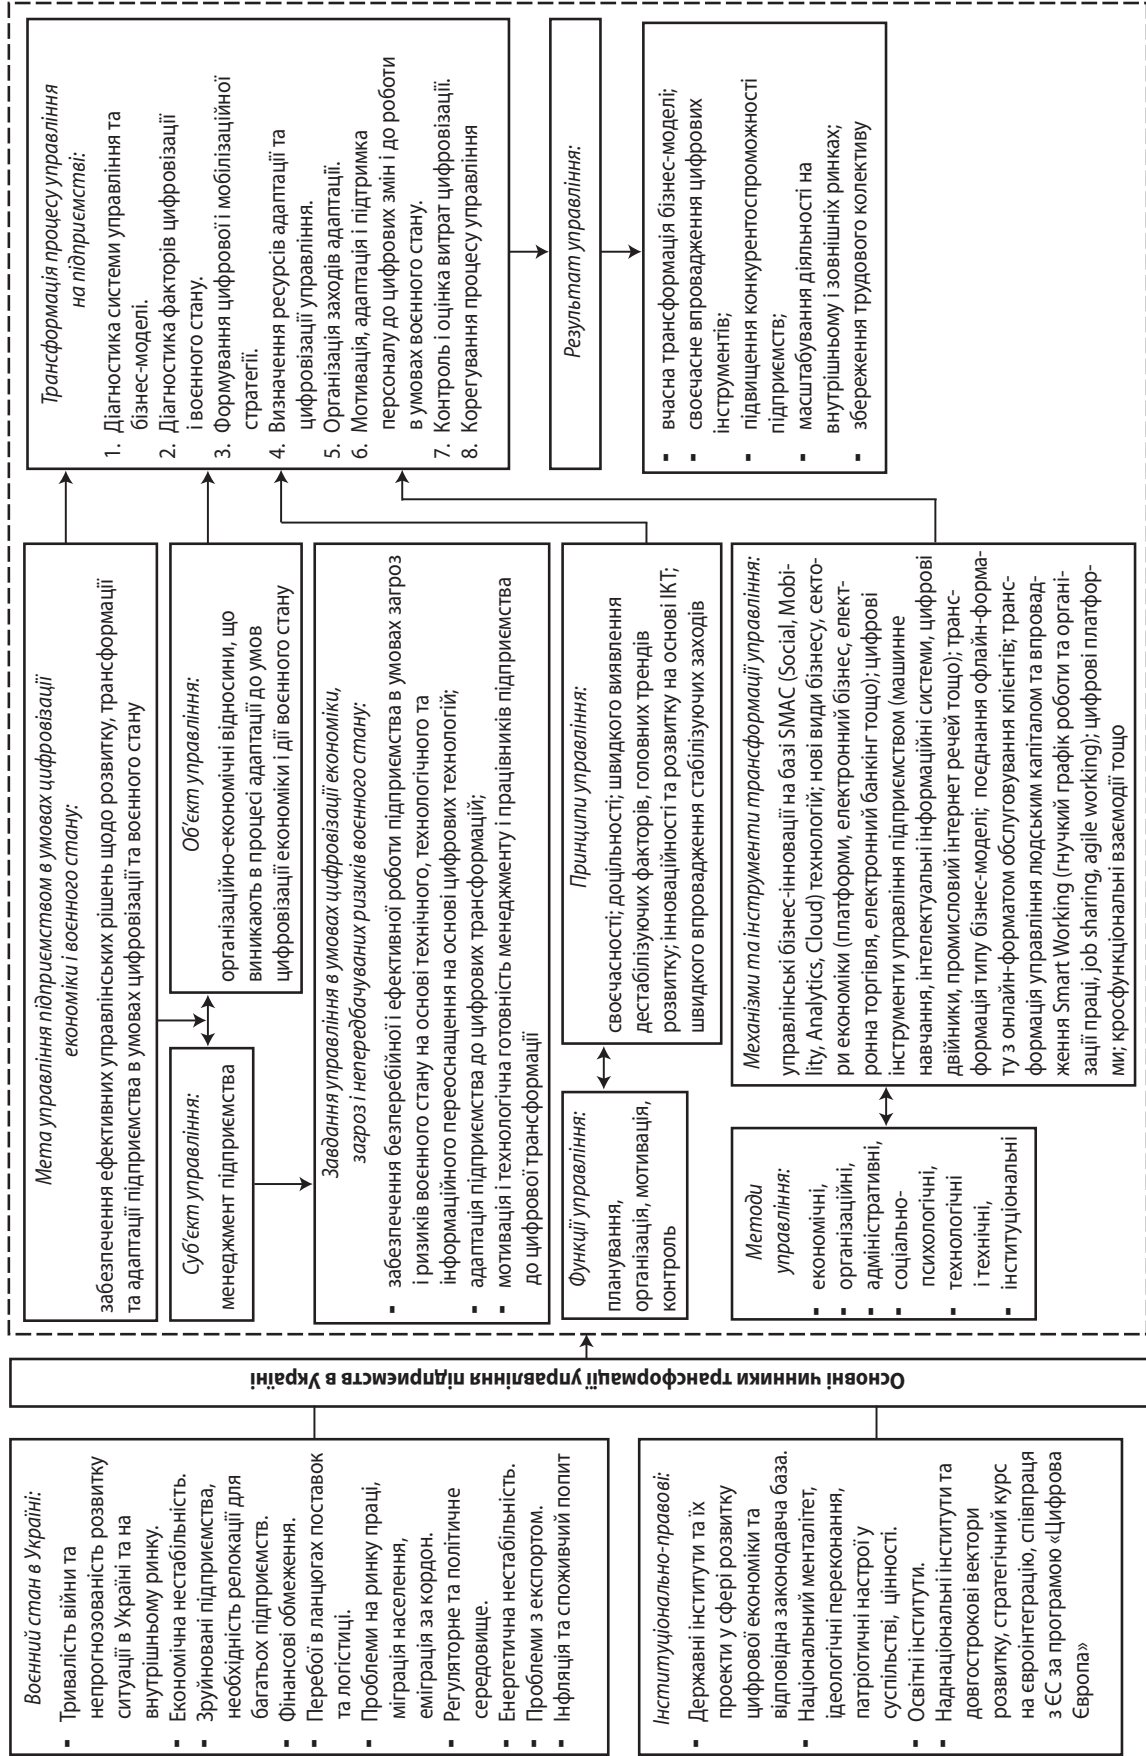 Воєнний стан в Україні:
▪ Тривалість війни та
непрогнозованість розвитку
ситуації в Україні та на
внутрішньому ринку.
▪ Економічна нестабільність.
▪ Зруйновані підприємства,
необхідність релокації для
багатьох підприємств.
▪ Фінансові обмеження.
▪ Перебої в ланцюгах поставок
та логістиці.
▪ Проблеми на ринку праці,
міграція населення,
еміграція за кордон.
▪ Регуляторне та політичне
середовище.
▪ Енергетична нестабільність.
▪ Проблеми з експортом.
▪ Інфляція та споживчий попит
Інституціонально-правові:
▪ Державні інститути та їх
проекти у сфері розвитку
цифрової економіки та
відповідна законодавча база.
▪ Національний менталітет,
ідеологічні переконання,
патріотичні настрої у
суспільстві, цінності.
▪ Освітні інститути.
▪ Наднаціональні інститути та
довгострокові вектори
розвитку, стратегічний курс
на євроінтеграцію, співпраця
з ЄС за програмою «Цифрова
Європа»
Основні чинники трансформації управління підприємств в Україні
Мета управління підприємством в умовах цифровізації
економіки і воєнного стану:
забезпечення ефективних управлінських рішень щодо розвитку, трансформації
та адаптації підприємства в умовах цифровізації та воєнного стану
Суб’єкт управління:
менеджмент підприємства
Об’єкт управління:
організаційно-економічні відносини, що
виникають в процесі адаптації до умов
цифровізації економіки і дії воєнного стану
Завдання управління в умовах цифровізації економіки,
загроз і непередбачуваних ризиків воєнного стану:
▪ забезпечення безперебійної і ефективної роботи підприємства в умовах загроз
і ризиків воєнного стану на основі технічного, технологічного та
інформаційного переоснащення на основі цифрових технологій;
▪ адаптація підприємства до цифрових трансформацій;
▪ мотивація і технологічна готовність менеджменту і працівників підприємства
до цифрової трансформації
Функції управління:
планування,
організація, мотивація,
контроль
Принципи управління:
своєчасності; доцільності; швидкого виявлення
дестабілізуючих факторів, головних трендів
розвитку; інноваційності та розвитку на основі ІКТ;
швидкого впровадження стабілізуючих заходів
Методи
управління:
▪ економічні,
▪ організаційні,
▪ адміністративні,
▪ соціально-
психологічні,
▪ технологічні
і технічні,
▪ інституціональні
Механізми та інструменти трансформації управління:
управлінські бізнес-інновації на базі SMAC (Social, Mobi-
lity, Analytics, Cloud) технологій; нові види бізнесу, секто-
ри економіки (платформи, електронний бізнес, елект-
ронна торгівля, електронний банкінг тощо); цифрові
інструменти управління підприємством (машинне
навчання, інтелектуальні інформаційні системи, цифрові
двійники, промисловий інтернет речей тощо); транс-
формація типу бізнес-моделі; поєднання офлайн-форма-
ту з онлайн-форматом обслуговування клієнтів; транс-
формація управління людським капіталом та впровад-
ження Smart Working (гнучкий графік роботи та органі-
зації праці, job sharing, agile working); цифрові платфор-
ми; кросфункціональні взаємодії тощо
Трансформація процесу управління
на підприємстві:
1. Діагностика системи управління та
бізнес-моделі.
2. Діагностика факторів цифровізації
і воєнного стану.
3. Формування цифрової і мобілізаційної
стратегії.
4. Визначення ресурсів адаптації та
цифровізації управління.
5. Організація заходів адаптації.
6. Мотивація, адаптація і підтримка
персоналу до цифрових змін і до роботи
в умовах воєнного стану.
7. Контроль і оцінка витрат цифровізації.
8. Корегування процесу управління
Результат управління:
▪ вчасна трансформація бізнес-моделі;
▪ своєчасне впровадження цифрових
інструментів;
▪ підвищення конкурентоспроможності
підприємств;
▪ масштабування діяльності на
внутрішньому і зовнішніх ринках;
▪ збереження трудового колективу